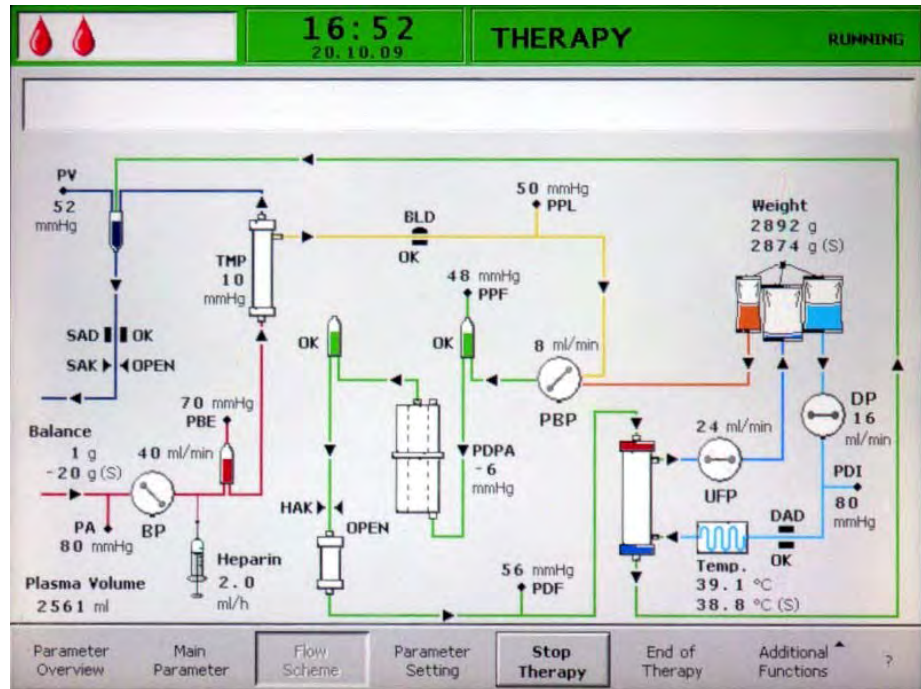 16:52
20.10.09
THERAPY
RUNNING
PV
52
mmHg
50 mmHg
PPL
BLD
OK
Weight
2892 g
2874 g (S)
TMP
10
mmHg
48 mmHg
PPF
SAD OK
SAK OPEN
OK
OK
8 ml/min
PBP
70 mmHg
PBE
DP
16
ml/min
Balance
1 g
-20 g (S)
40 ml/min
BP
PA
80 mmHg
PDPA
-6
mmHg
24 ml/min
UFP
PDI
80
mmHg
HAK
OPEN
DAD
OK
Heparin
2.0
ml/h
56 mmHg
PDF
Temp.
39.1 °C
38.8 °C (S)
Plasma Volume
2561 ml
Parameter
Overview
Main
Parameter
Flow
Scheme
Parameter
Setting
Stop
Therapy
End of
Therapy
Additional
Functions
?